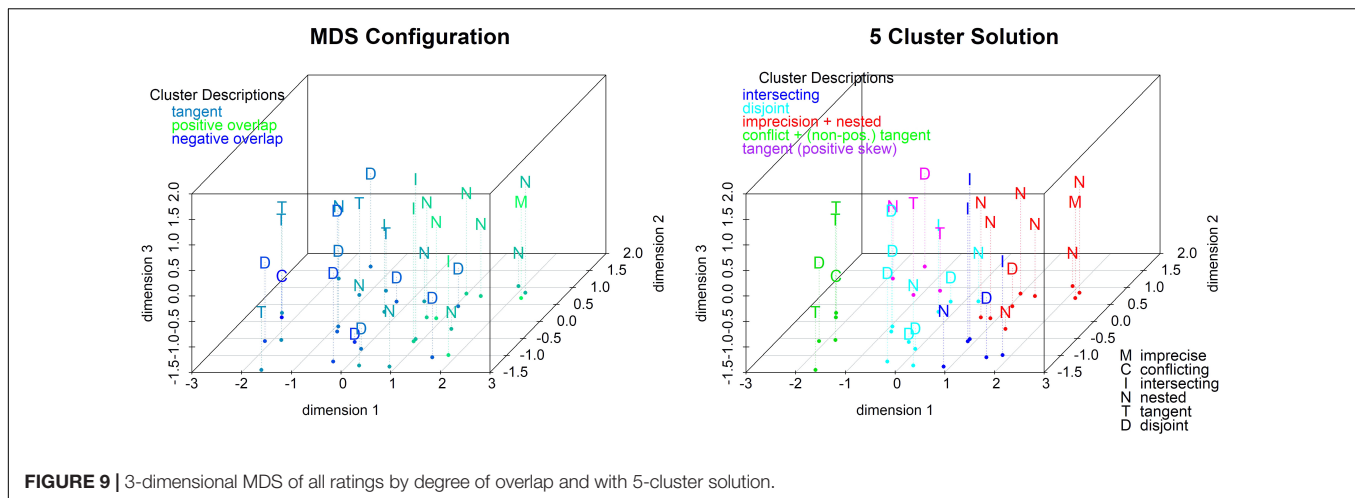 MDS Configuration
Cluster Descriptions
tangent
positive overlap
negative overlap
dimension 3
2.0
1.5
1.0
0.5
0.0
-0.5
-1.0
-1.5
-3 -2 -1 0 1 2 3
dimension 1
-1.5
-1.0
-0.5
0.0
0.5
1.0
1.5
2.0
dimension 2
D I N N
T N T N I N M
T D I T N N
D D N I N
D C D D D
N D
T N N
D D
5 Cluster Solution
Cluster Descriptions
intersecting
disjoint
imprecision + nested
conflict + (non-pos.) tangent
tangent (positive skew)
dimension 3
2.0
1.5
1.0
0.5
0.0
-0.5
-1.0
-1.5
-3 -2 -1 0 1 2 3
dimension 1
-1.5
-1.0
-0.5
0.0
0.5
1.0
1.5
2.0
dimension 2
D I N N
T N T N I N M
T D I T N N
D D N I N
D C D D D
N D
T N N
D D
M imprecise
C conflicting
I intersecting
N nested
T tangent
D disjoint
FIGURE 9 | 3-dimensional MDS of all ratings by degree of overlap and with 5-cluster solution.